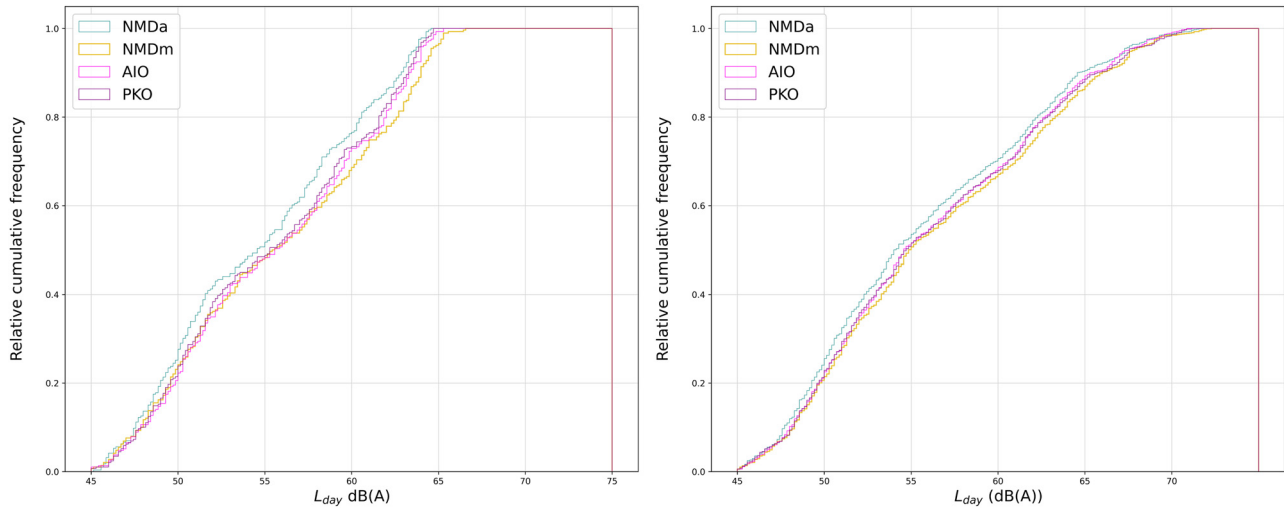 1.0
0.8
0.6
0.4
0.2
0.0
Relative cumulative freequency
NMDa
NMDm
AIO
PKO
45 50 55 60 65 70 75
L_day dB(A)
1.0
0.8
0.6
0.4
0.2
0.0
Relative cumulative freequency
NMDa
NMDm
AIO
PKO
45 50 55 60 65 70
L_day (dB(A))